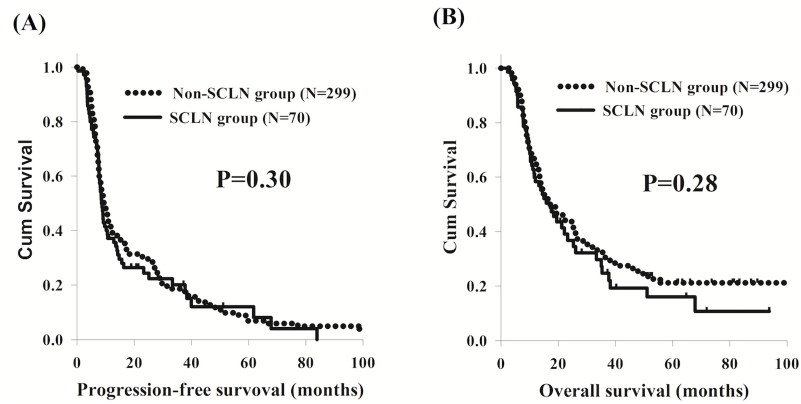 (A)
1.0
0.8
0.6
0.4
0.2
0.0
Cum Survival
Non-SCLN group (N=299)
SCLN group (N=70)
P=0.30
0 20 40 60 80 100
Progression-free survoval (months)
(B)
1.0
0.8
0.6
0.4
0.2
0.0
Cum Survival
Non-SCLN group (N=299)
SCLN group (N=70)
P=0.28
0 20 40 60 80 100
Overall survival (months)